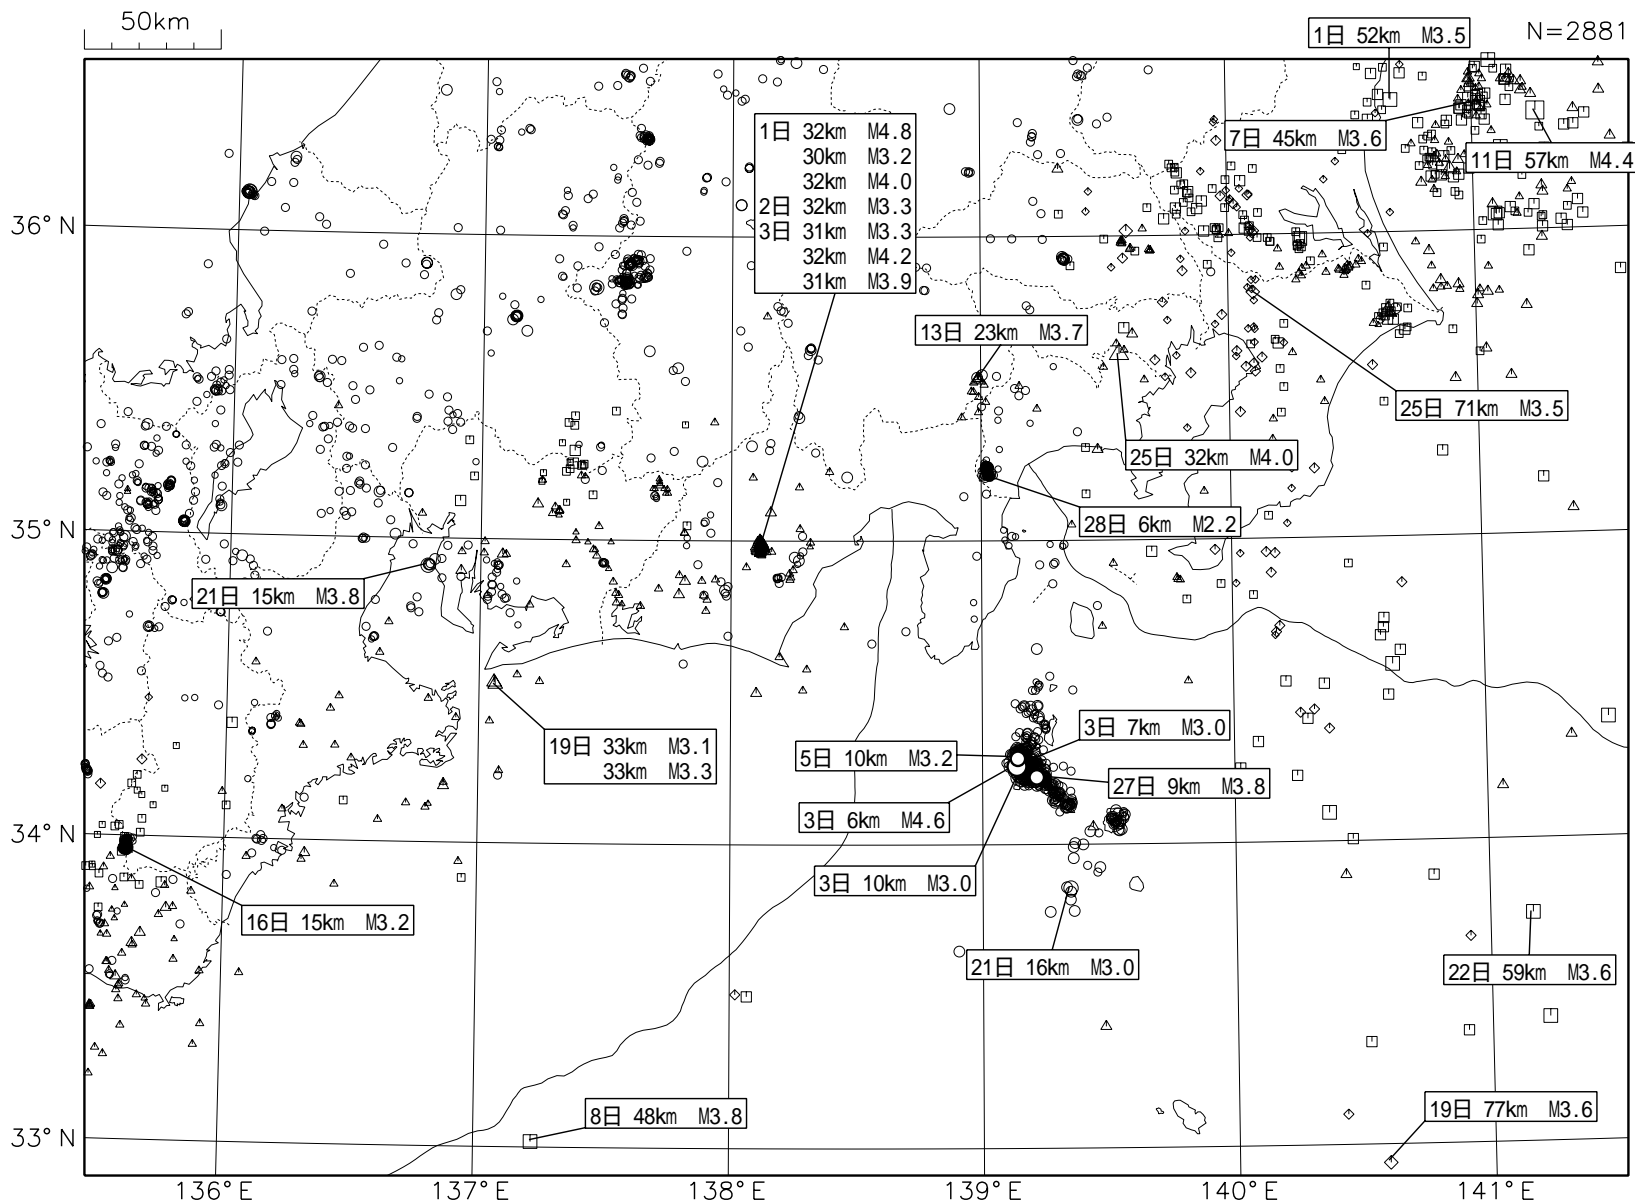 50km
N=2881
1日 52km M3.5
7日 45km M3.6
11日 57km M4.4
1日 32km M4.8
30km M3.2
32km M4.0
2日 32km M3.3
3日 31km M3.3
32km M4.2
31km M3.9
36°N
13日 23km M3.7
25日 71km M3.5
25日 32km M4.0
28日 6km M2.2
35°N
21日 15km M3.8
19日 33km M3.1
33km M3.3
3日 7km M3.0
5日 10km M3.2
27日 9km M3.8
3日 6km M4.6
34°N
3日 10km M3.0
16日 15km M3.2
21日 16km M3.0
22日 59km M3.6
8日 48km M3.8
19日 77km M3.6
33°N
136°E
137°E
138°E
139°E
140°E
141°E